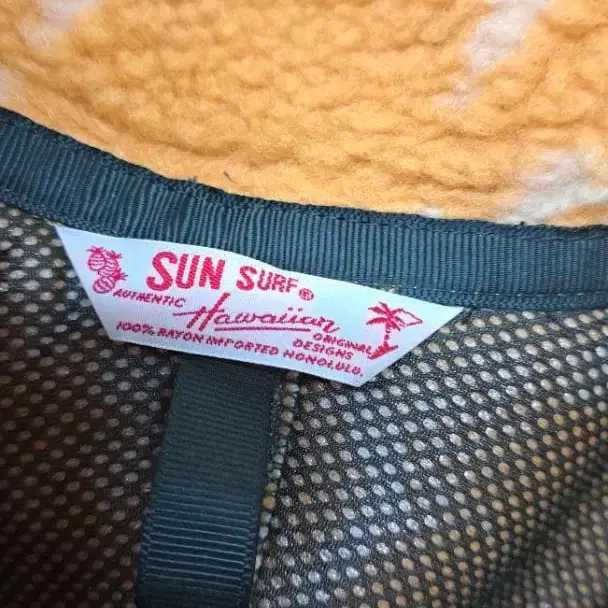 SUN SURF®
AUTHENTIC Hawaiian ORIGINAL
DESIGNS
100% RAYON IMPORTED HONOLULU.